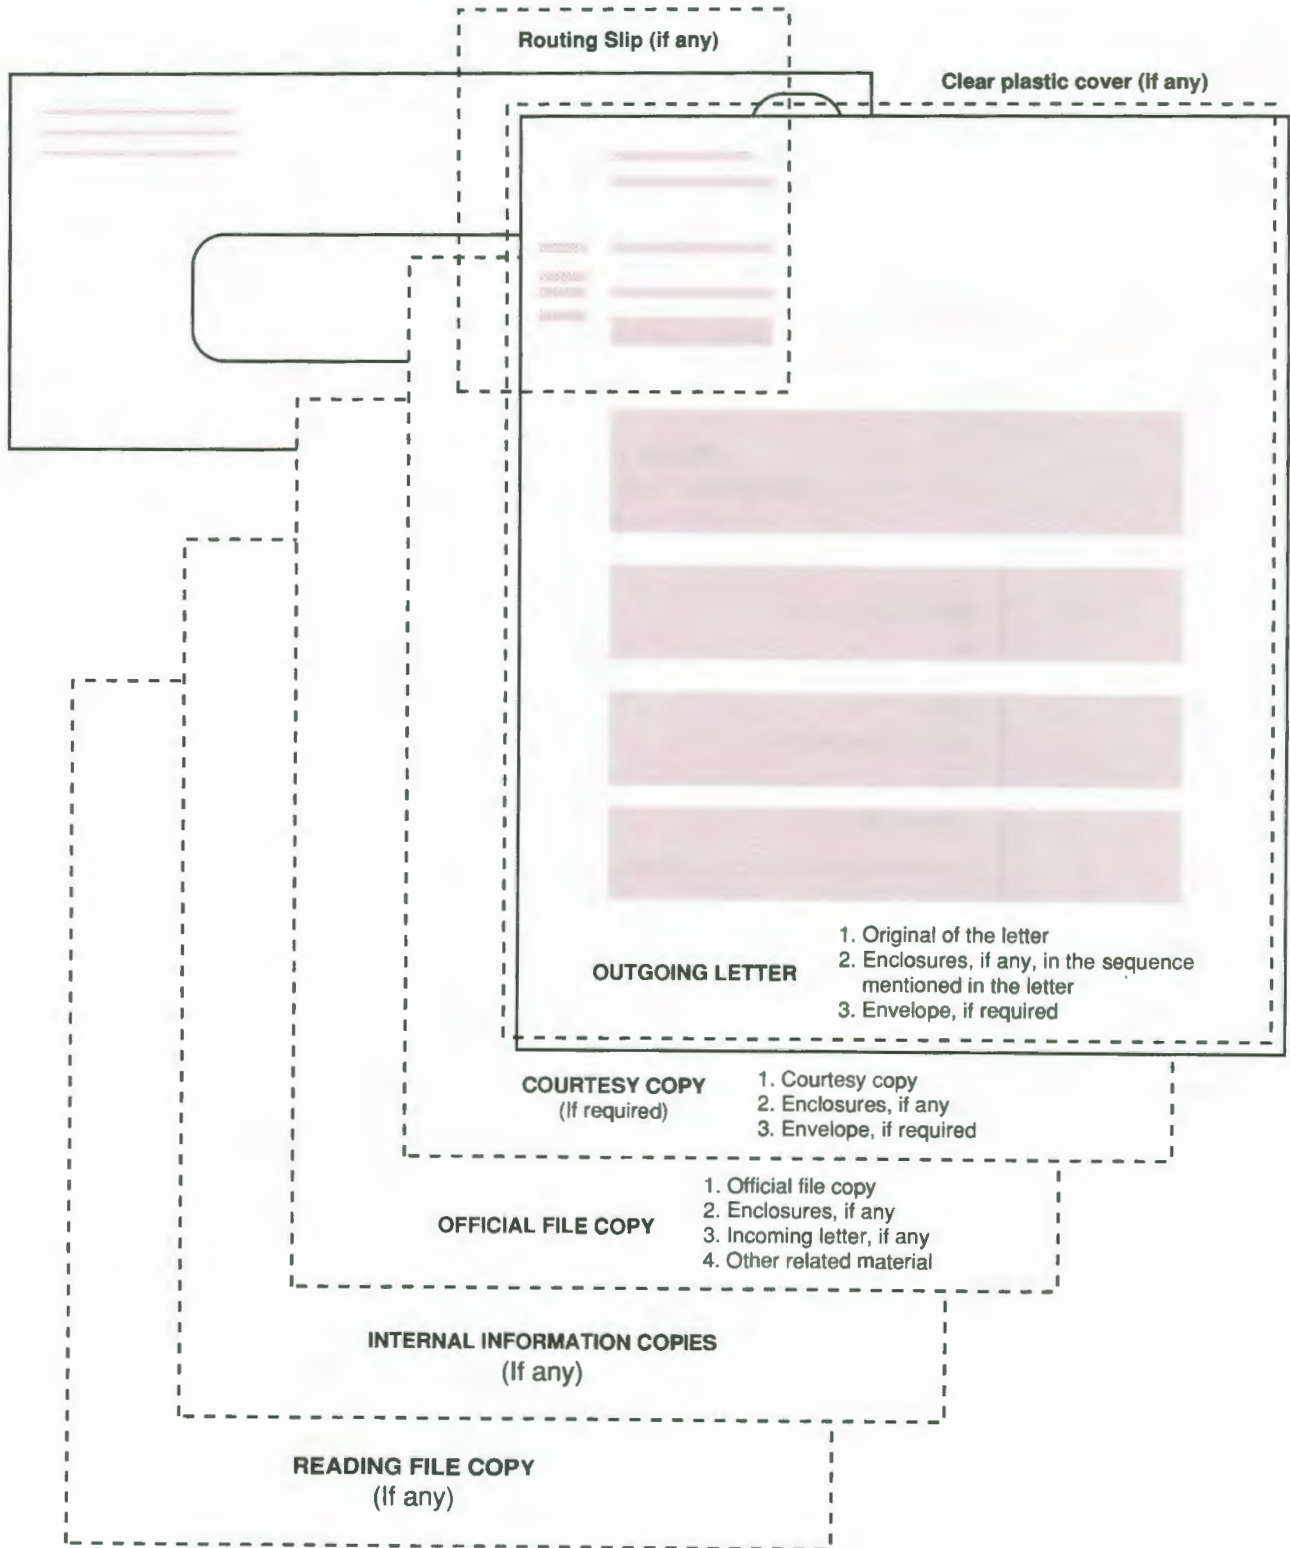 Routing Slip (if any)
Clear plastic cover (If any)
OUTGOING LETTER
1. Original of the letter
2. Enclosures, if any, in the sequence
mentioned in the letter
3. Envelope, if required
COURTESY COPY
(If required)
1. Courtesy copy
2. Enclosures, if any
3. Envelope, if required
OFFICIAL FILE COPY
1. Official file copy
2. Enclosures, if any
3. Incoming letter, if any
4. Other related material
INTERNAL INFORMATION COPIES
(If any)
READING FILE COPY
(If any)